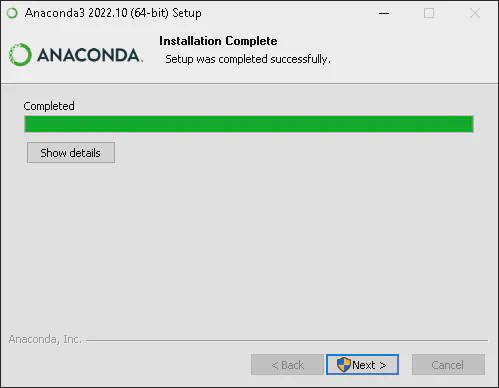 Anaconda3 2022.10 (64-bit) Setup
ANACONDA.
Installation Complete
Setup was completed successfully.
Completed
Show details
Anaconda, Inc.
< Back
Next >
Cancel